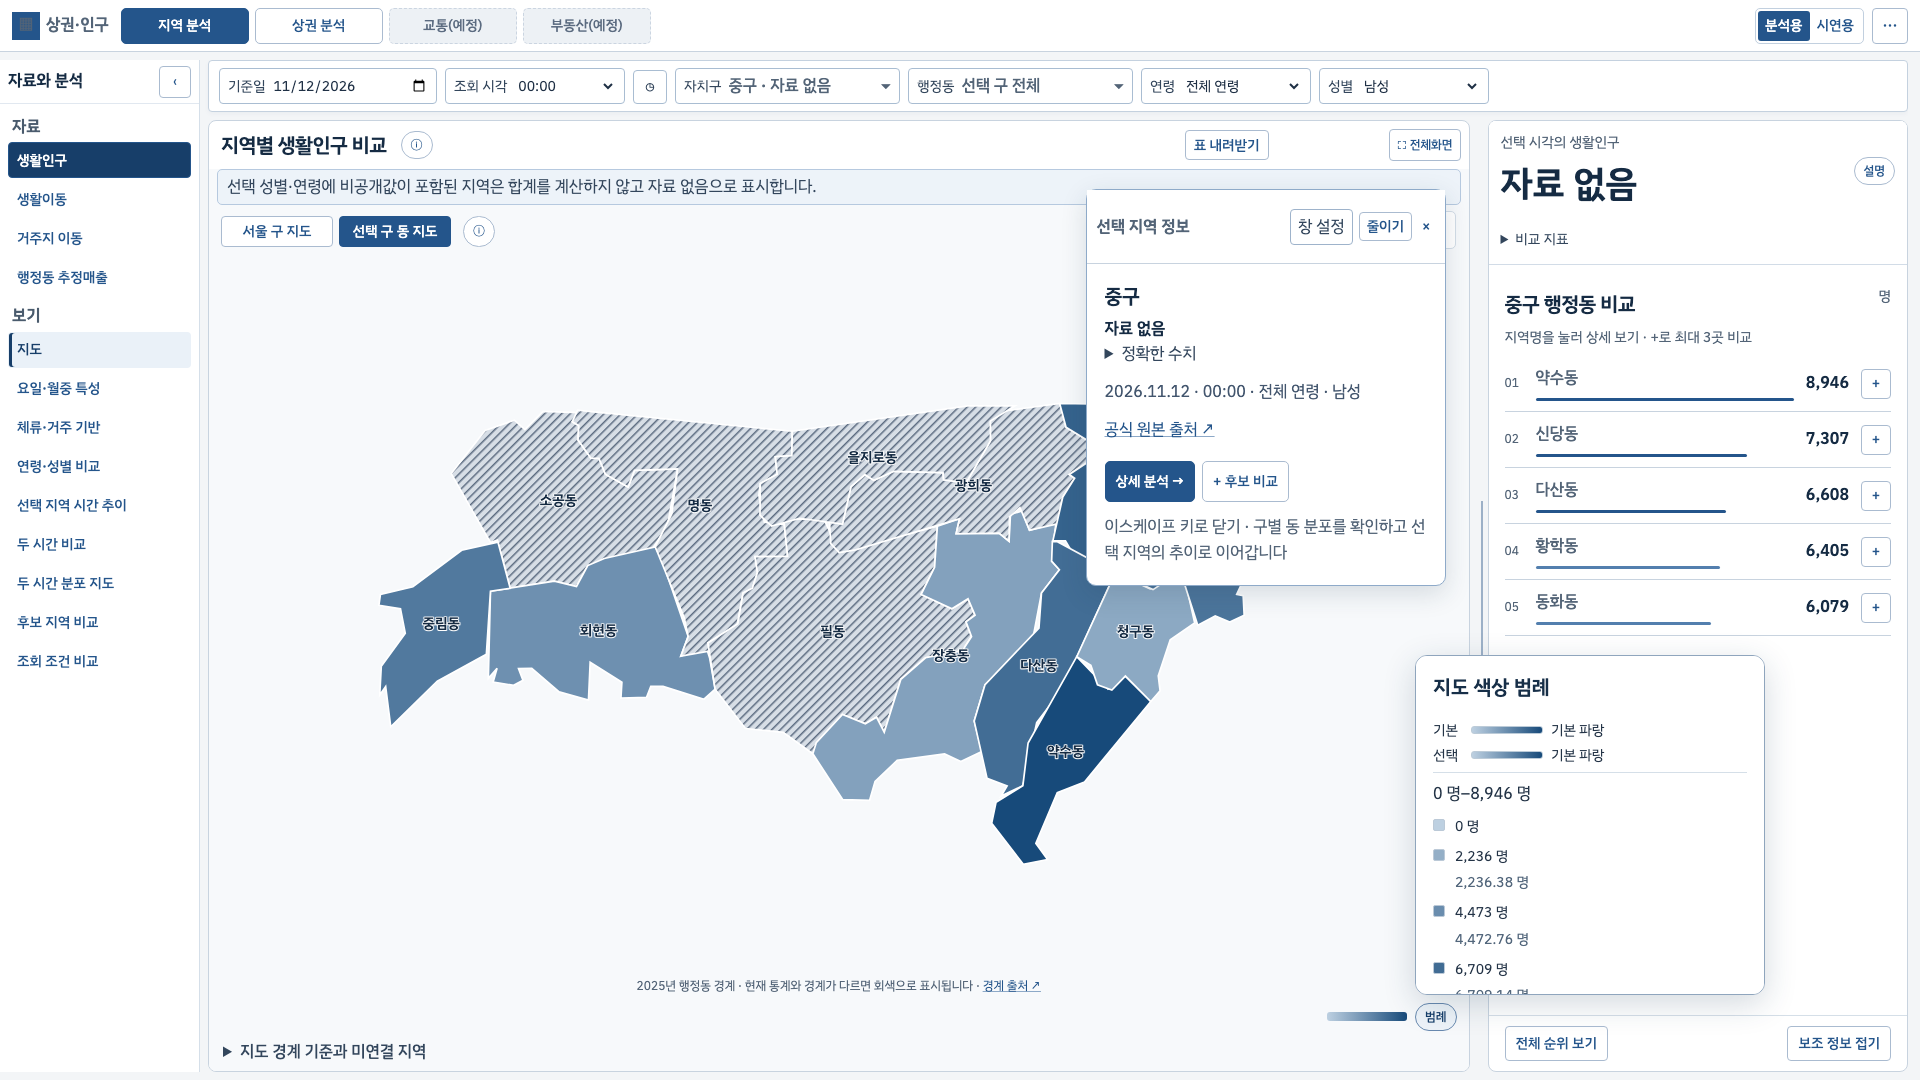 상권·인구
지역 분석
상권 분석
교통(예정)
부동산(예정)
분석용
시연용
···
자료와 분석
‹
자료
생활인구
생활이동
거주지 이동
행정동 추정매출
보기
지도
요일·월중 특성
체류·거주 기반
연령·성별 비교
선택 지역 시간 추이
두 시간 비교
두 시간 분포 지도
후보 지역 비교
조회 조건 비교
기준일 11/12/2026
조회 시각 00:00
자치구 중구 · 자료 없음
행정동 선택 구 전체
연령 전체 연령
성별 남성
지역별 생활인구 비교 ⓘ
표 내려받기
⛶ 전체화면
선택 성별·연령에 비공개값이 포함된 지역은 합계를 계산하지 않고 자료 없음으로 표시합니다.
서울 구 지도
선택 구 동 지도
ⓘ
선택 지역 정보
창 설정
줄이기
×
중구
자료 없음
▶ 정확한 수치
2026.11.12 · 00:00 · 전체 연령 · 남성
공식 원본 출처 ↗
상세 분석 →
+ 후보 비교
이스케이프 키로 닫기 · 구별 동 분포를 확인하고 선
택 지역의 추이로 이어갑니다
을지로동
광희동
소공동
명동
중림동
회현동
필동
장충동
다산동
청구동
약수동
2025년 행정동 경계 · 현재 통계와 경계가 다르면 회색으로 표시됩니다 · 경계 출처 ↗
범례
▶ 지도 경계 기준과 미연결 지역
선택 시각의 생활인구
자료 없음
설명
▶ 비교 지표
중구 행정동 비교
명
지역명을 눌러 상세 보기 · +로 최대 3곳 비교
01 약수동 8,946 +
02 신당동 7,307 +
03 다산동 6,608 +
04 황학동 6,405 +
05 동화동 6,079 +
지도 색상 범례
기본 기본 파랑
선택 기본 파랑
0 명–8,946 명
0 명
2,236 명
2,236.38 명
4,473 명
4,472.76 명
6,709 명
전체 순위 보기
보조 정보 접기